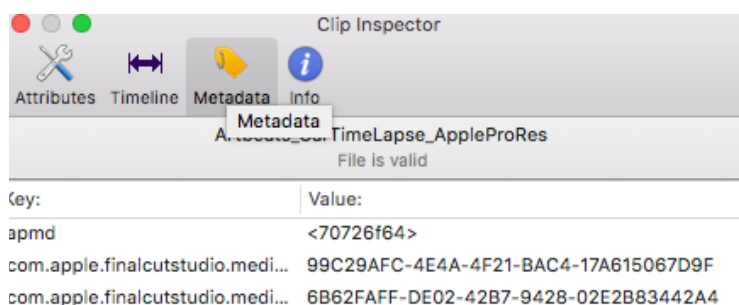 Clip Inspector
Attributes Timeline Metadata Info
Metadata
TimeLapse_AppleProRes
File is valid
Key: Value:
apmd <70726f64>
com.apple.finalcutstudio.medi... 99C29AFC-4E4A-4F21-BAC4-17A615067D9F
com.apple.finalcutstudio.medi... 6B62FAFF-DE02-42B7-9428-02E2B83442A4